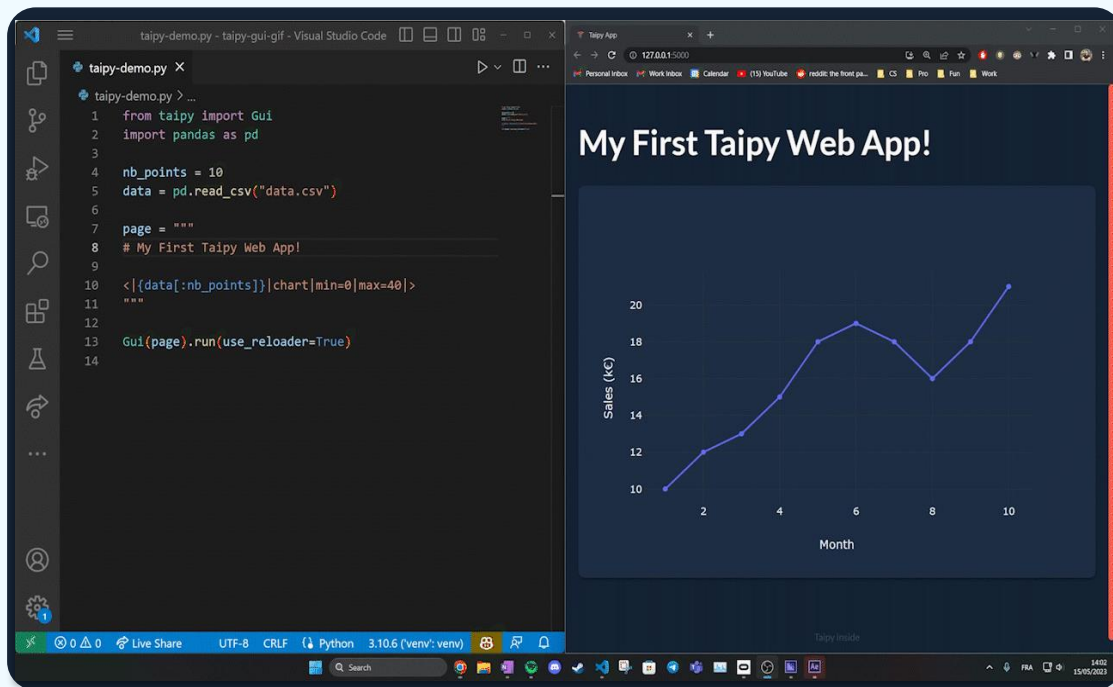 taipy-demo.py - taipy-gui-gif - Visual Studio Code
taipy-demo.py
taipy-demo.py > ...
1 from taipy import Gui
2 import pandas as pd
3
4 nb_points = 10
5 data = pd.read_csv("data.csv")
6
7 page = """
8 # My First Taipy Web App!
9
10 <|{data[:nb_points]}|chart|min=0|max=40|>
11 """
12
13 Gui(page).run(use_reloader=True)
14
1
0 0 Live Share UTF-8 CRLF Python 3.10.6 ('venv': venv)
Taipy App
127.0.0.1:5000
Personal Inbox Work Inbox Calendar (15) YouTube reddit: the front pa... CS Pro Fun Work
My First Taipy Web App!
20
18
16
14
12
10
Sales (k€)
2 4 6 8 10
Month
Taipy Inside
Search
Ae
FRA
14:02
15/05/2023